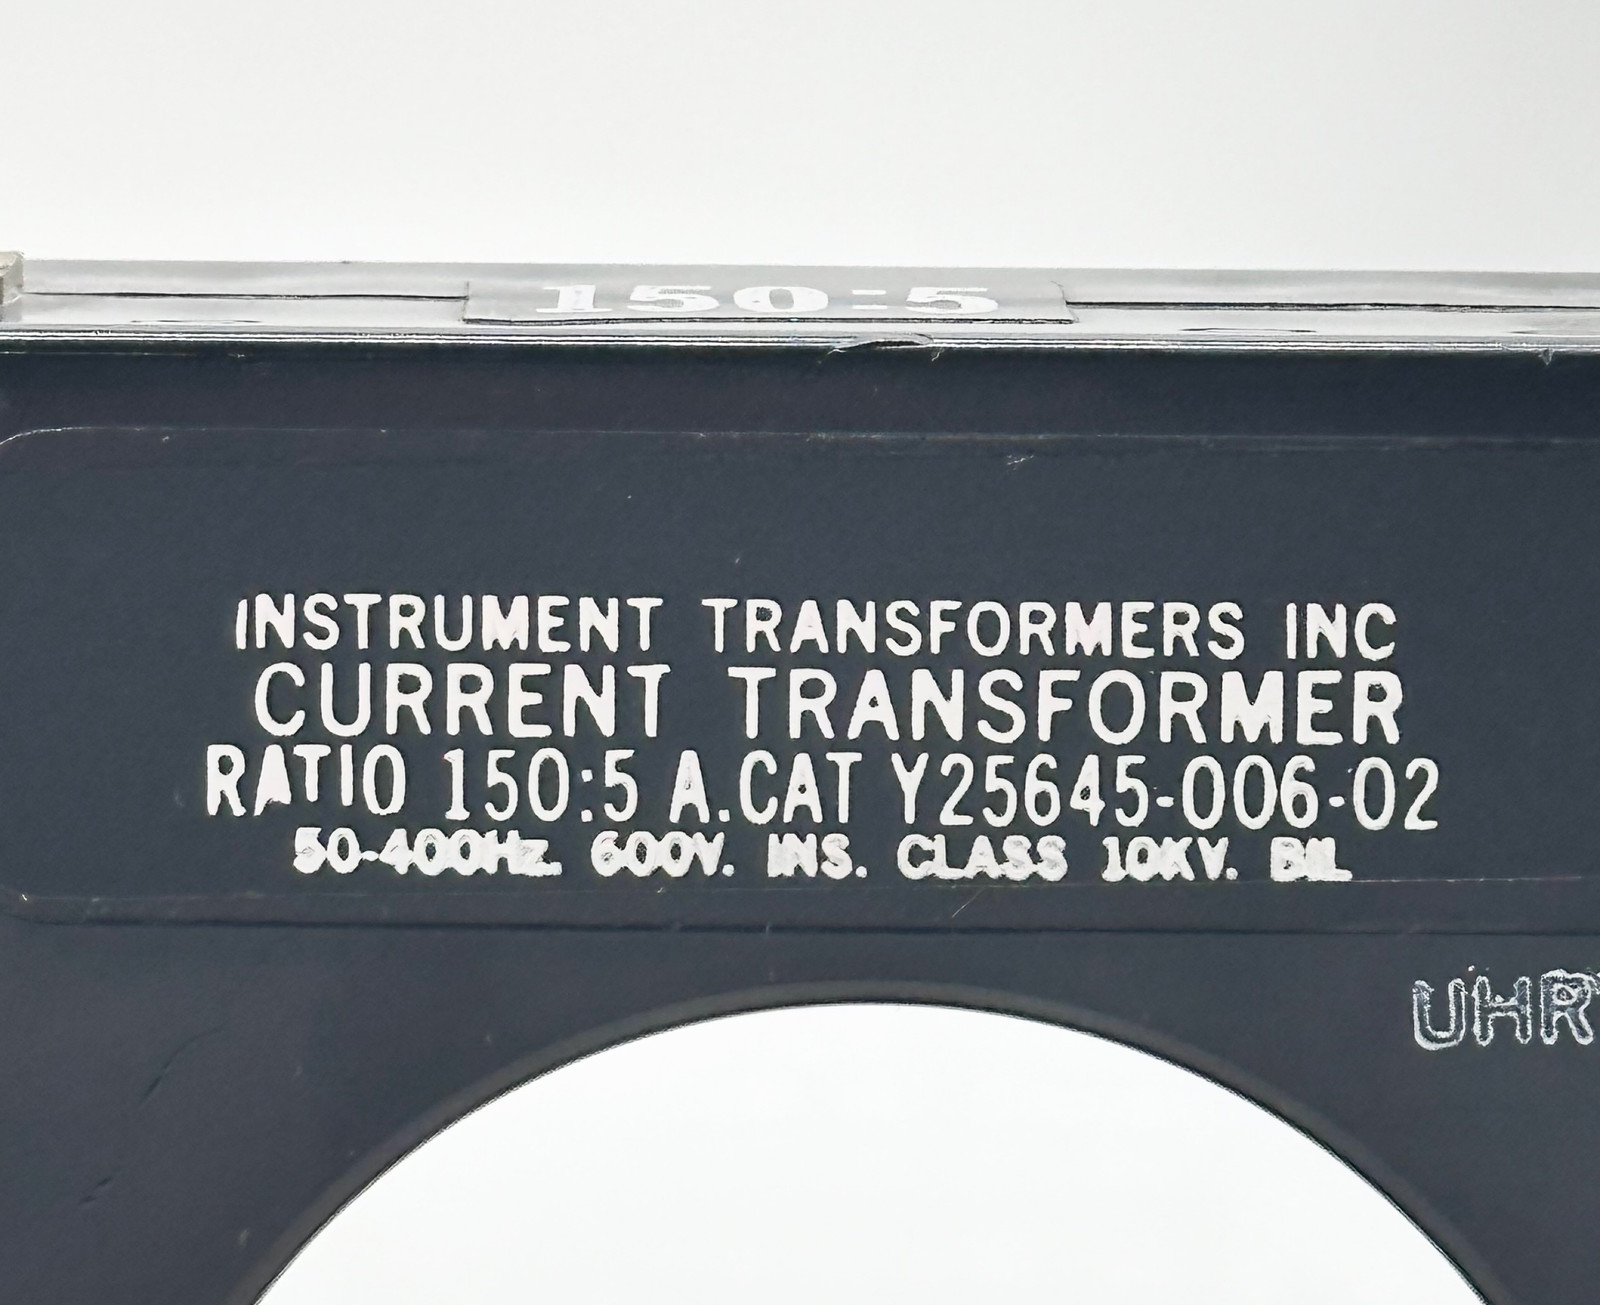 150:5
INSTRUMENT TRANSFORMERS INC
CURRENT TRANSFORMER
RATIO 150:5 A.CAT Y25645-006-02
50-400Hz. 600V. INS. CLASS 10KV. BIL
UHR